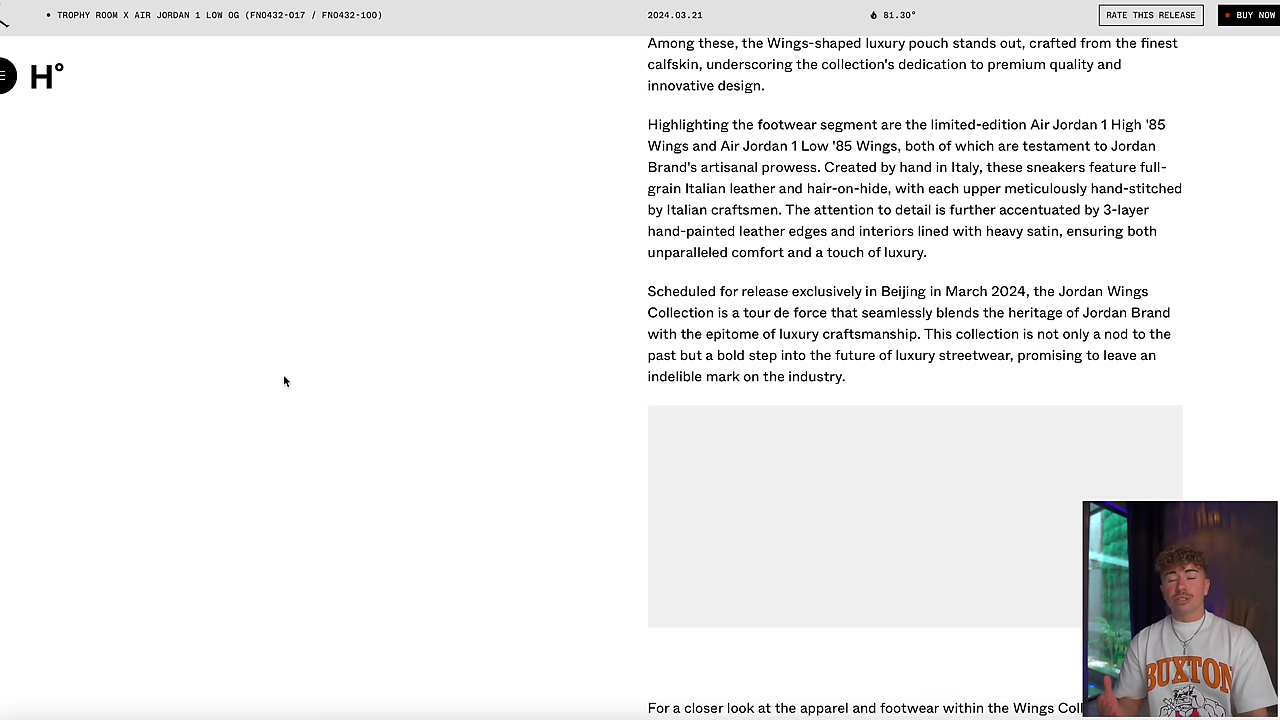 • TROPHY ROOM X AIR JORDAN 1 LOW OG (FN0432-017 / FN0432-100) 2024.03.21 81.30° RATE THIS RELEASE • BUY NOW
H°
Among these, the Wings-shaped luxury pouch stands out, crafted from the finest
calfskin, underscoring the collection's dedication to premium quality and
innovative design.
Highlighting the footwear segment are the limited-edition Air Jordan 1 High '85
Wings and Air Jordan 1 Low '85 Wings, both of which are testament to Jordan
Brand's artisanal prowess. Created by hand in Italy, these sneakers feature full-
grain Italian leather and hair-on-hide, with each upper meticulously hand-stitched
by Italian craftsmen. The attention to detail is further accentuated by 3-layer
hand-painted leather edges and interiors lined with heavy satin, ensuring both
unparalleled comfort and a touch of luxury.
Scheduled for release exclusively in Beijing in March 2024, the Jordan Wings
Collection is a tour de force that seamlessly blends the heritage of Jordan Brand
with the epitome of luxury craftsmanship. This collection is not only a nod to the
past but a bold step into the future of luxury streetwear, promising to leave an
indelible mark on the industry.
BUXTON
For a closer look at the apparel and footwear within the Wings Coll